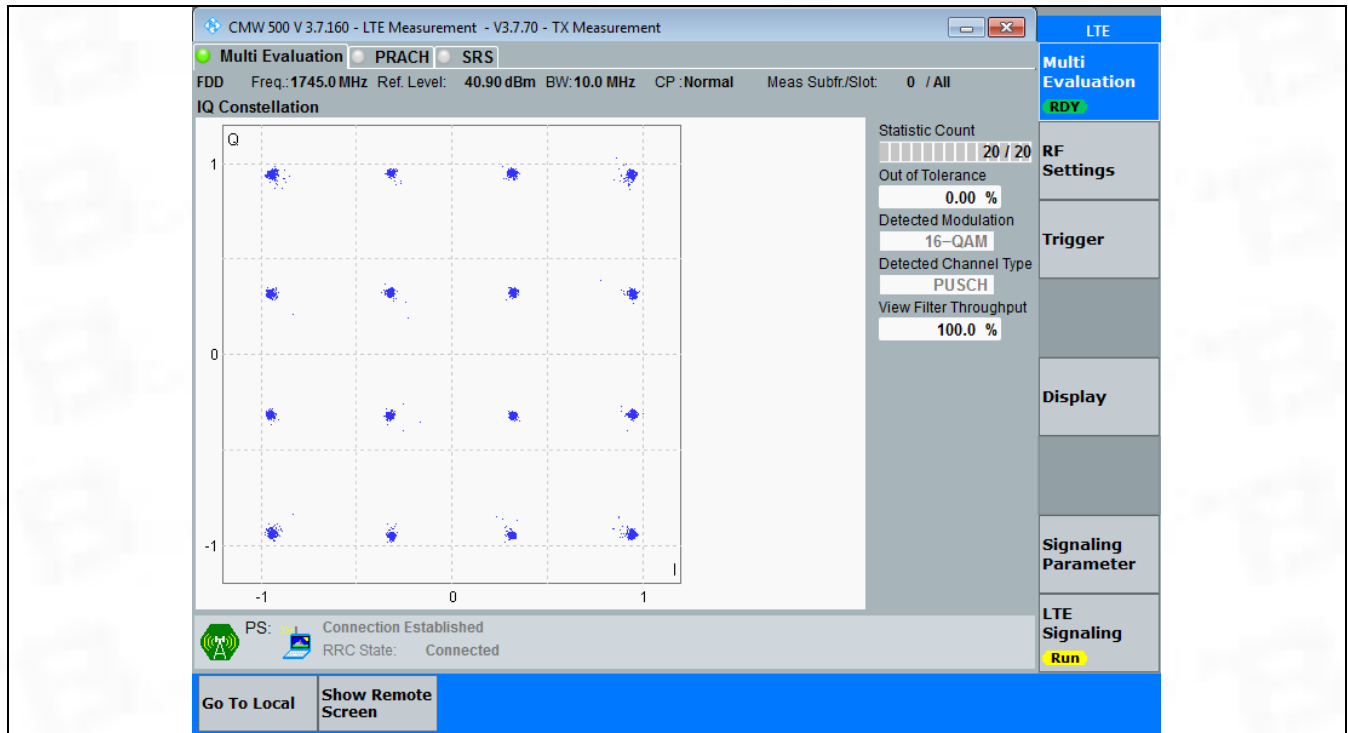 CMW 500 V 3.7.160 - LTE Measurement - V3.7.70 - TX Measurement
LTE
Multi Evaluation PRACH SRS
FDD Freq.:1745.0 MHz Ref. Level: 40.90 dBm BW:10.0 MHz CP :Normal Meas Subfr./Slot: 0 / All
IQ Constellation
Q
1
0
-1
-1 0 1
I
Statistic Count
20 / 20
Out of Tolerance
0.00 %
Detected Modulation
16-QAM
Detected Channel Type
PUSCH
View Filter Throughput
100.0 %
Multi
Evaluation
RDY
RF
Settings
Trigger
Display
Signaling
Parameter
LTE
Signaling
Run
PS: Connection Established
RRC State: Connected
Go To Local
Show Remote
Screen